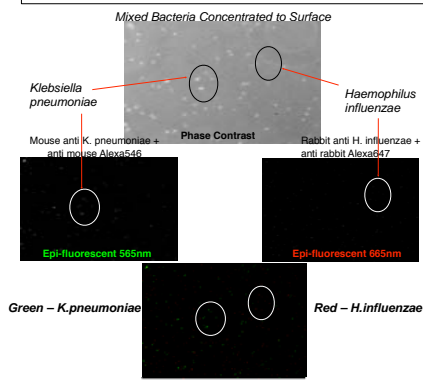 Mixed Bacteria Concentrated to Surface
Klebsiella
pneumoniae
Haemophilus
influenzae
Phase Contrast
Mouse anti K. pneumoniae +
anti mouse Alexa546
Rabbit anti H. influenzae +
anti rabbit Alexa647
Epi-fluorescent 565nm
Epi-fluorescent 665nm
Green – K.pneumoniae
Red – H.influenzae